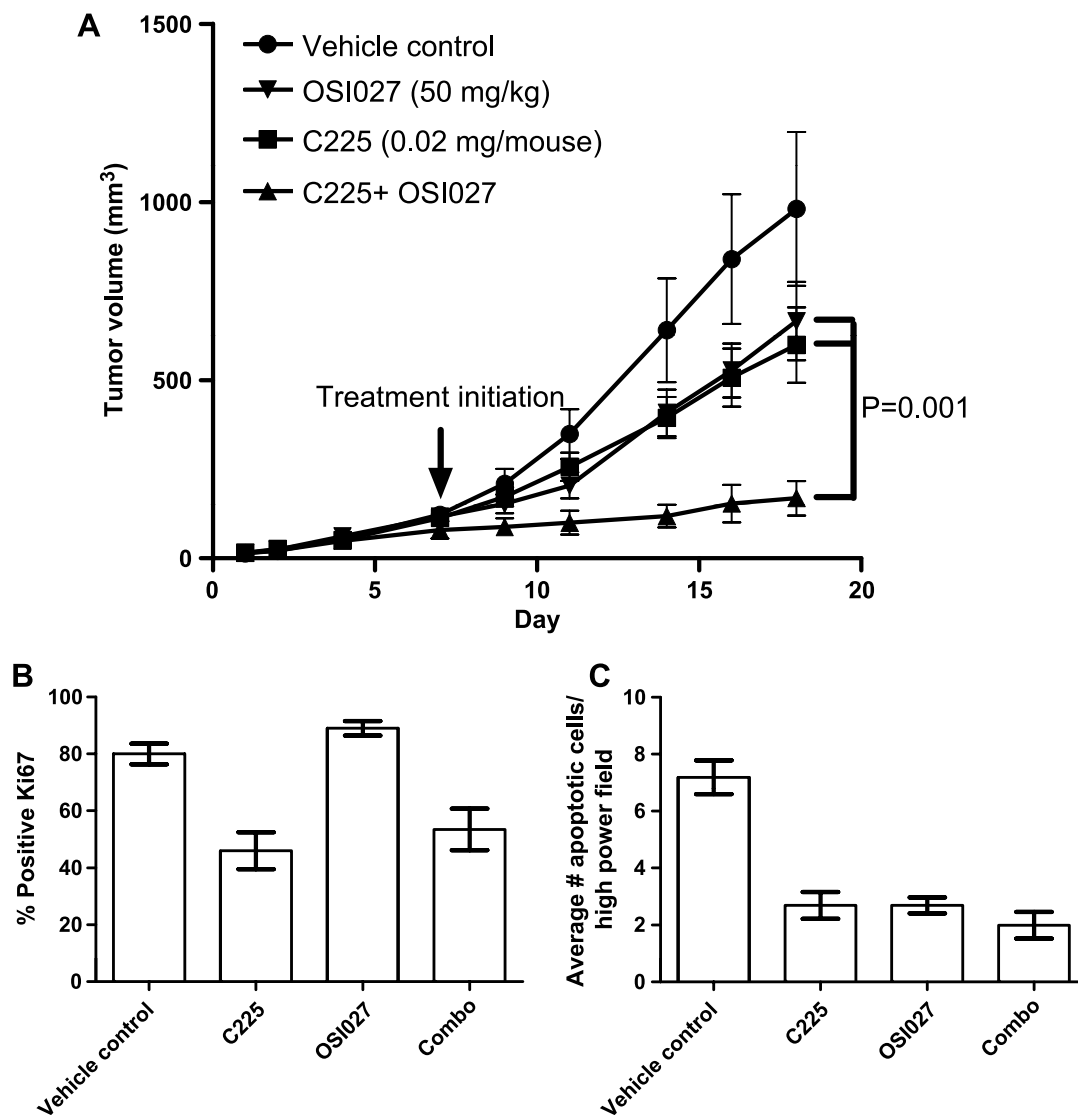 A
Vehicle control
OSI027 (50 mg/kg)
C225 (0.02 mg/mouse)
C225+ OSI027
Tumor volume (mm³)
1500
1000
500
0
Treatment initiation
P=0.001
0 5 10 15 20
Day
B
% Positive Ki67
100
80
60
40
20
0
Vehicle control
C225
OSI027
Combo
C
Average # apoptotic cells/
high power field
10
8
6
4
2
0
Vehicle control
C225
OSI027
Combo